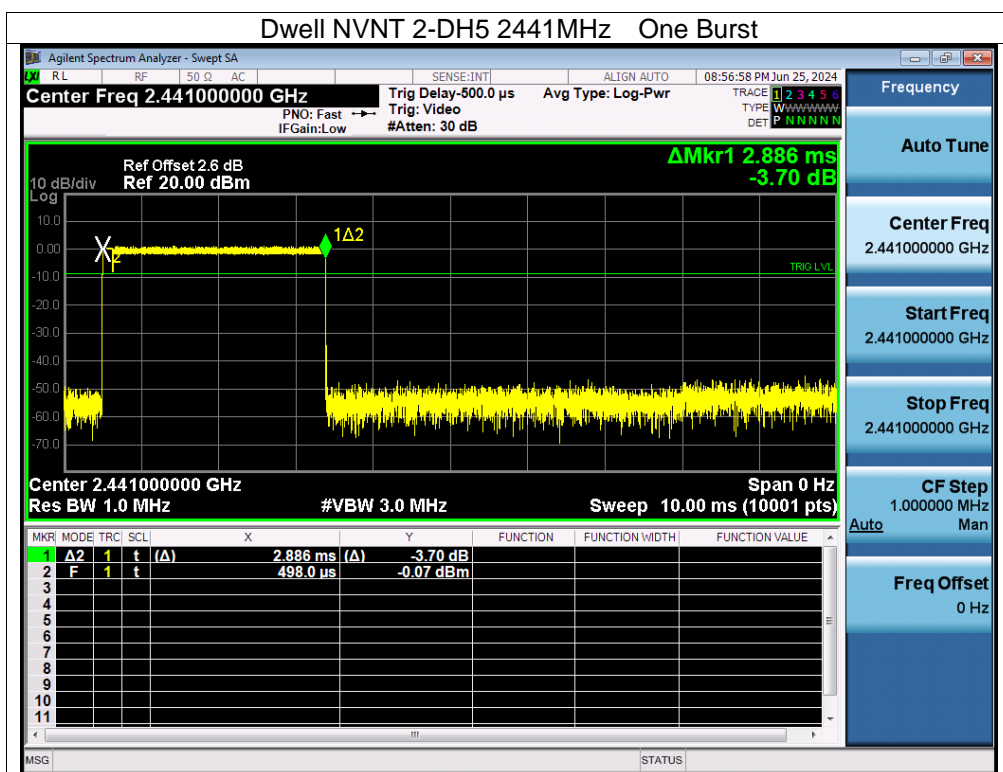 Dwell NVNT 2-DH5 2441MHz One Burst
Agilent Spectrum Analyzer - Swept SA
LXI RL RF 50 Ω AC SENSE:INT ALIGN AUTO 08:56:58 PM Jun 25, 2024
Center Freq 2.441000000 GHz
PNO: Fast
IFGain:Low
Trig Delay-500.0 µs
Trig: Video
#Atten: 30 dB
Avg Type: Log-Pwr
TRACE 1 2 3 4 5 6
TYPE WWWWWW
DET P N N N N N
ΔMkr1 2.886 ms
-3.70 dB
Ref Offset 2.6 dB
10 dB/div Ref 20.00 dBm
Log
10.0
0.00
-10.0
-20.0
-30.0
-40.0
-50.0
-60.0
-70.0
1Δ2
2
TRIG LVL
Center 2.441000000 GHz Span 0 Hz
Res BW 1.0 MHz #VBW 3.0 MHz Sweep 10.00 ms (10001 pts)
MKR MODE TRC SCL X Y FUNCTION FUNCTION WIDTH FUNCTION VALUE
1 Δ2 1 t (Δ) 2.886 ms (Δ) -3.70 dB
2 F 1 t 498.0 µs -0.07 dBm
3
4
5
6
7
8
9
10
11
MSG STATUS
Frequency
Auto Tune
Center Freq
2.441000000 GHz
Start Freq
2.441000000 GHz
Stop Freq
2.441000000 GHz
CF Step
1.000000 MHz
Auto Man
Freq Offset
0 Hz